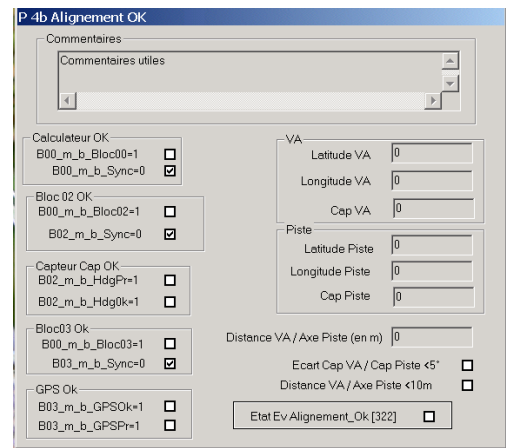 P 4b Alignement OK
Commentaires
Commentaires utiles
Calculateur OK
B00_m_b_Bloc00=1
B00_m_b_Sync=0
Bloc 02 OK
B00_m_b_Bloc02=1
B02_m_b_Sync=0
Capteur Cap OK
B02_m_b_HdgPr=1
B02_m_b_Hdg0k=1
Bloc03 Ok
B00_m_b_Bloc03=1
B03_m_b_Sync=0
GPS Ok
B03_m_b_GPSOk=1
B03_m_b_GPSPr=1
VA
Latitude VA 0
Longitude VA 0
Cap VA 0
Piste
Latitude Piste 0
Longitude Piste 0
Cap Piste 0
Distance VA / Axe Piste (en m) 0
Ecart Cap VA / Cap Piste <5°
Distance VA / Axe Piste <10m
Etat Ev Alignement_Ok [322]